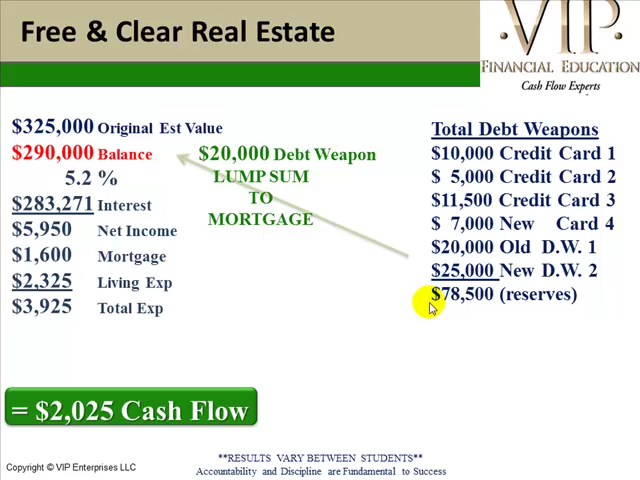 Free & Clear Real Estate
VIP
FINANCIAL EDUCATION
Cash Flow Experts
$325,000 Original Est Value
$290,000 Balance
5.2 %
$283,271 Interest
$5,950 Net Income
$1,600 Mortgage
$2,325 Living Exp
$3,925 Total Exp
$20,000 Debt Weapon
LUMP SUM
TO
MORTGAGE
Total Debt Weapons
$10,000 Credit Card 1
$ 5,000 Credit Card 2
$11,500 Credit Card 3
$ 7,000 New Card 4
$20,000 Old D.W. 1
$25,000 New D.W. 2
$78,500 (reserves)
= $2,025 Cash Flow
Copyright © VIP Enterprises LLC
**RESULTS VARY BETWEEN STUDENTS**
Accountability and Discipline are Fundamental to Success